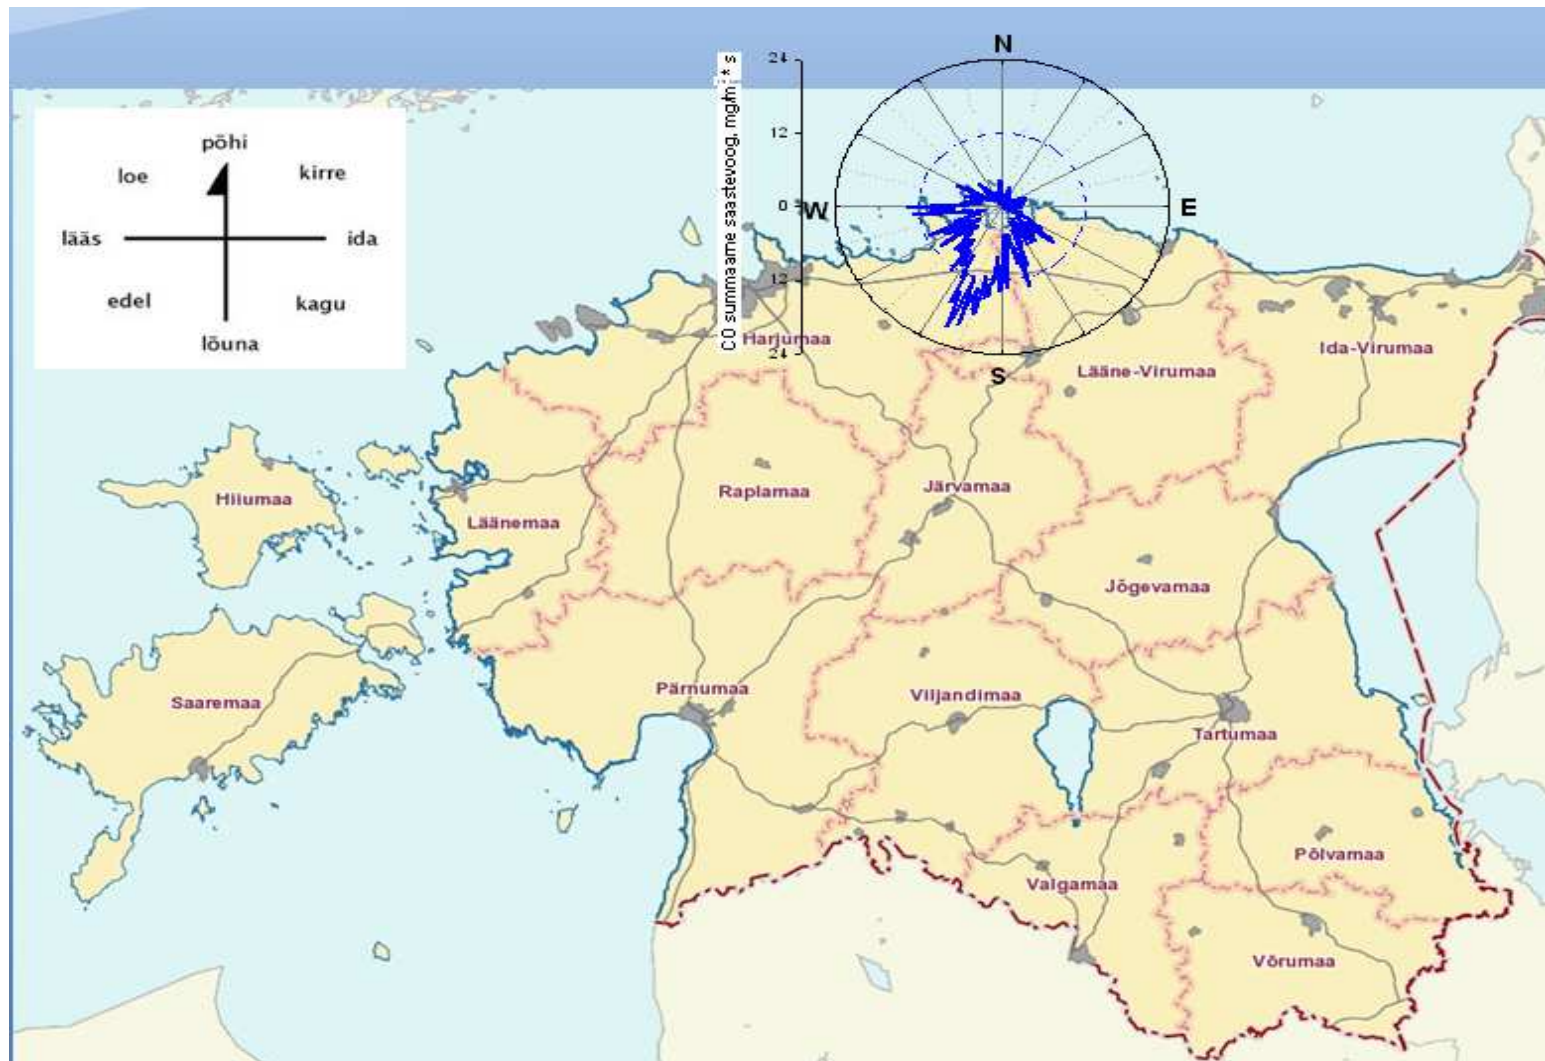 N
24
12
0
12
24
CO summaarne saastevoog, mg/m²* s
W
E
S
põhi
loe
kirre
lääs
ida
edel
kagu
lõuna
Harjumaa
Lääne-Virumaa
Ida-Virumaa
Hiiumaa
Läänemaa
Raplamaa
Järvamaa
Jõgevamaa
Saaremaa
Pärnumaa
Viljandimaa
Tartumaa
Valgamaa
Põlvamaa
Võrumaa